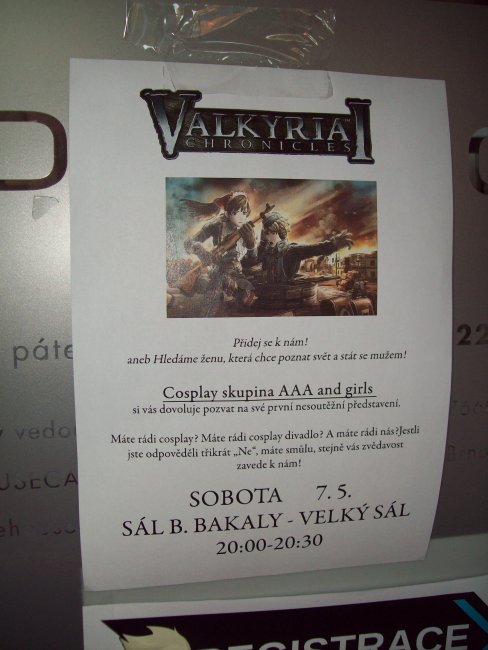 VALKYRIA
CHRONICLES
Přidej se k nám!
aneb Hledáme ženu, která chce poznat svět a stát se mužem!
Cosplay skupina AAA and girls
si vás dovoluje pozvat na své první nesoutěžní představení.
Máte rádi cosplay? Máte rádi cosplay divadlo? A máte rádi nás?Jestli
jste odpověděli třikrát „Ne“, máte smůlu, stejně vás zvědavost
zavede k nám!
SOBOTA 7. 5.
SÁL B. BAKALY - VELKÝ SÁL
20:00-20:30
REGISTRACE
páte
22
vedou